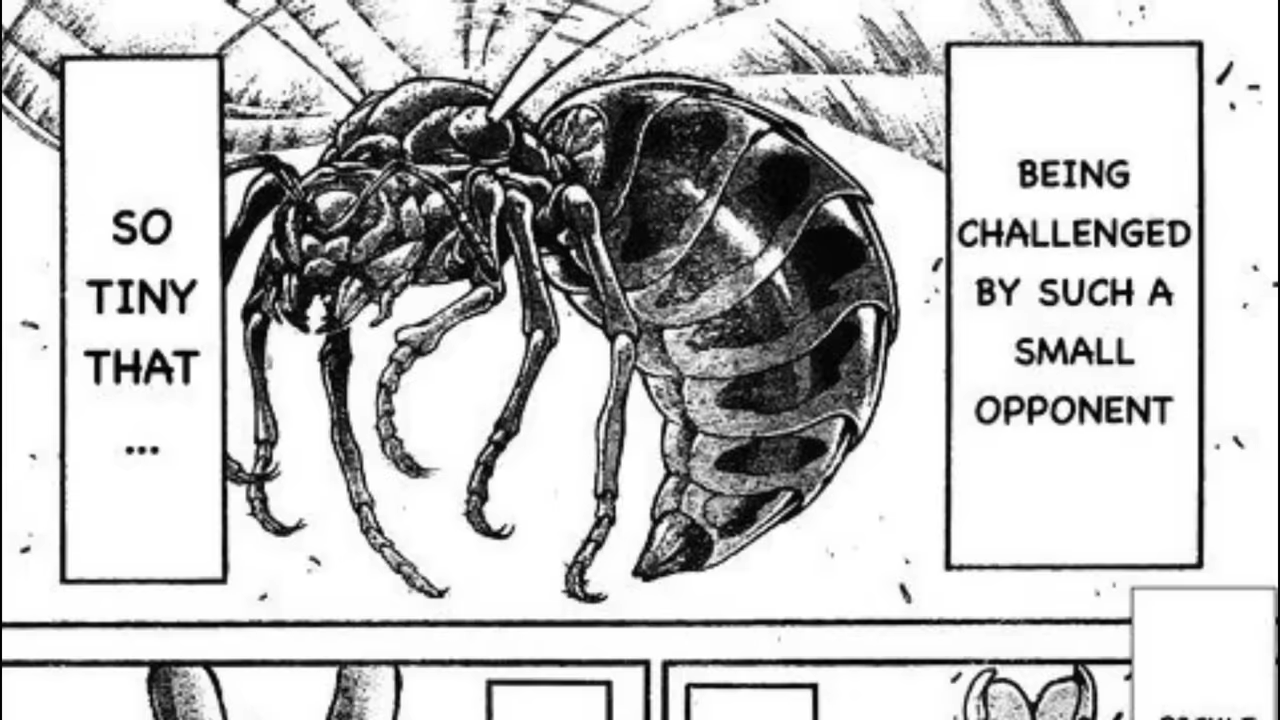 BEING
CHALLENGED
BY SUCH A
SMALL
OPPONENT
SO
TINY
THAT
...